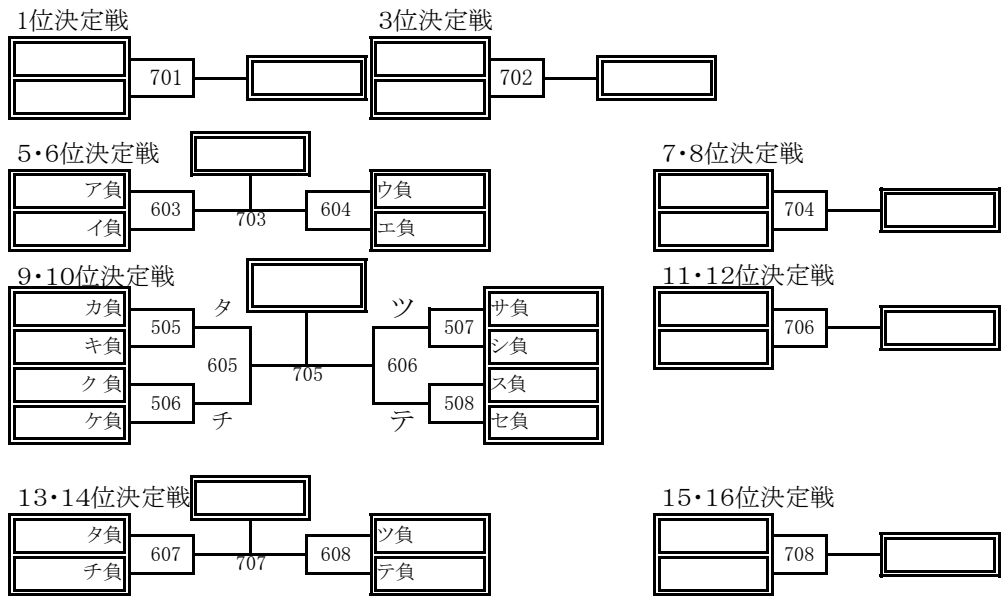 1位決定戦 3位決定戦
701 702
5・6位決定戦 7・8位決定戦
ア負 ウ負
603 703 604 704
イ負 エ負
9・10位決定戦 11・12位決定戦
カ負 タ ツ サ負
505 507 706
キ負 シ負
605 705 606
ク負 ス負
506 508
ケ負 チ テ セ負
13・14位決定戦 15・16位決定戦
タ負 ツ負
607 707 608 708
チ負 テ負